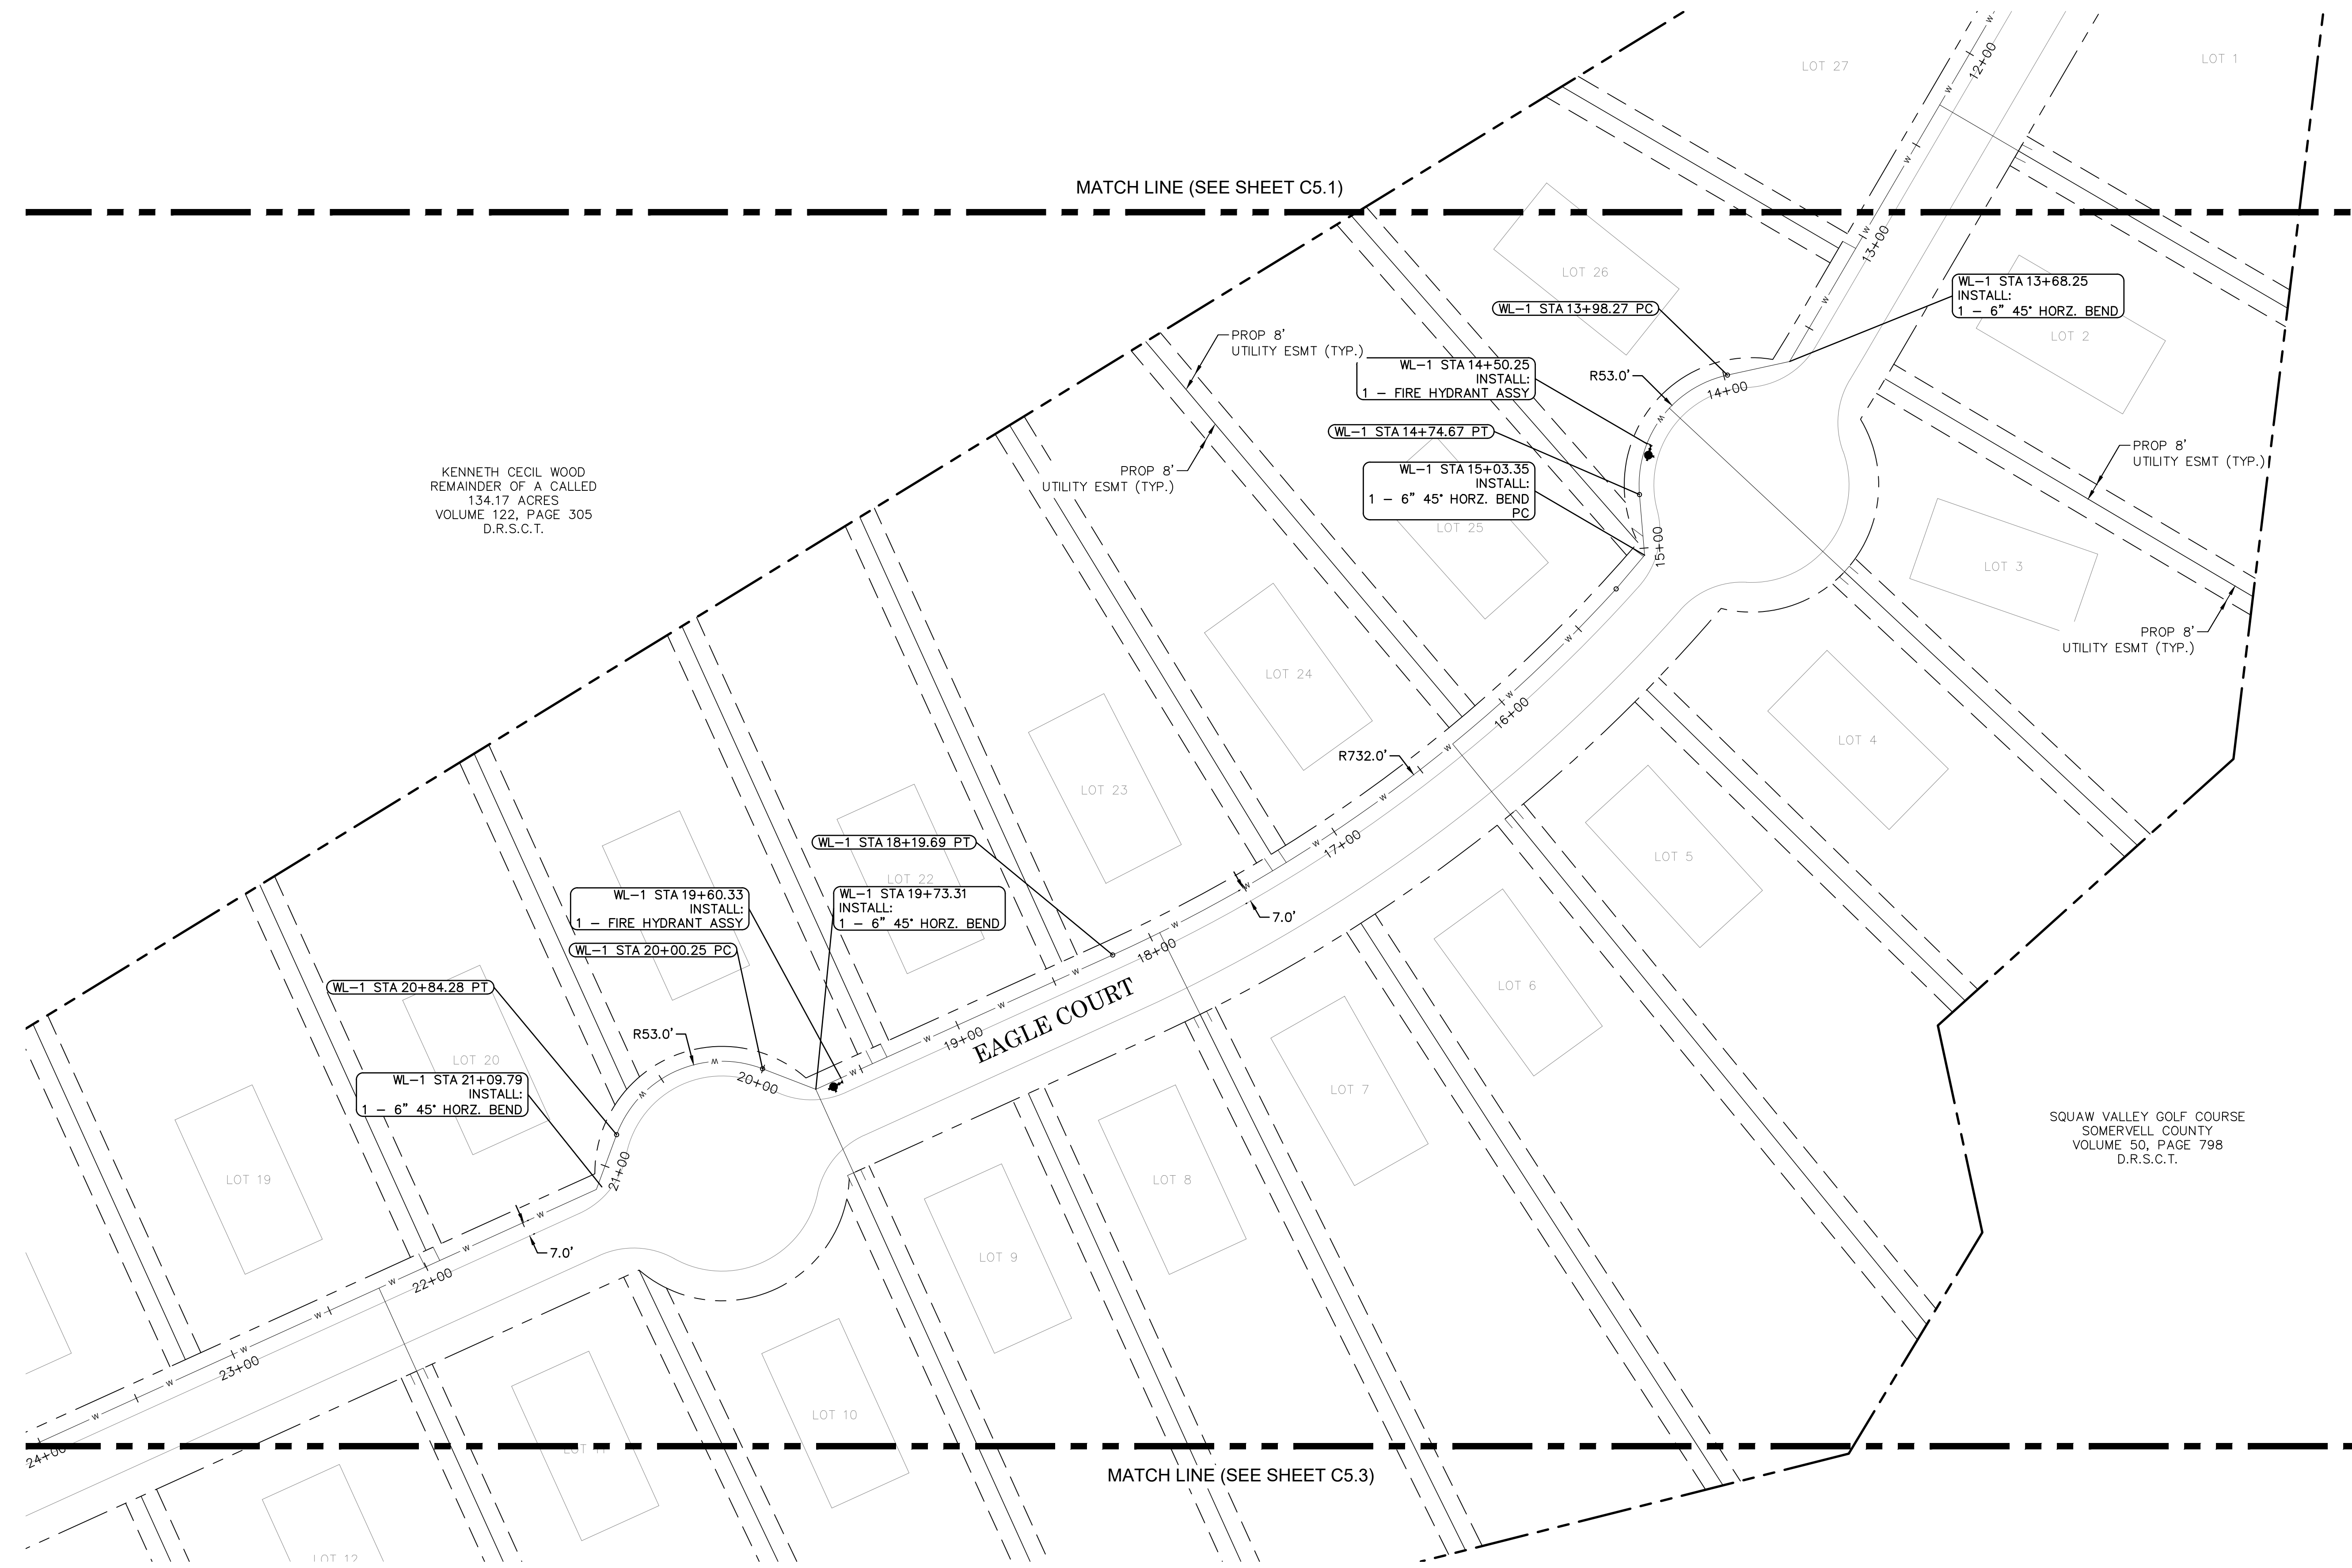 LOT 27
LOT 1
12+00
MATCH LINE (SEE SHEET C5.1)
13+00
LOT 26
WL-1 STA 13+68.25
INSTALL:
1 - 6" 45° HORZ. BEND
WL-1 STA 13+98.27 PC
LOT 2
PROP 8'
UTILITY ESMT (TYP.)
WL-1 STA 14+50.25
INSTALL:
1 - FIRE HYDRANT ASSY
R53.0'
14+00
WL-1 STA 14+74.67 PT
PROP 8'
UTILITY ESMT (TYP.)
PROP 8'
UTILITY ESMT (TYP.)
WL-1 STA 15+03.35
INSTALL:
1 - 6" 45° HORZ. BEND
PC
LOT 25
15+00
KENNETH CECIL WOOD
REMAINDER OF A CALLED
134.17 ACRES
VOLUME 122, PAGE 305
D.R.S.C.T.
LOT 3
PROP 8'
UTILITY ESMT (TYP.)
LOT 24
16+00
LOT 4
R732.0'
LOT 23
17+00
LOT 5
WL-1 STA 18+19.69 PT
LOT 22
WL-1 STA 19+60.33
INSTALL:
1 - FIRE HYDRANT ASSY
WL-1 STA 19+73.31
INSTALL:
1 - 6" 45° HORZ. BEND
7.0'
WL-1 STA 20+00.25 PC
18+00
WL-1 STA 20+84.28 PT
LOT 6
EAGLE COURT
19+00
R53.0'
LOT 20
20+00
WL-1 STA 21+09.79
INSTALL:
1 - 6" 45° HORZ. BEND
LOT 7
SQUAW VALLEY GOLF COURSE
SOMERVELL COUNTY
VOLUME 50, PAGE 798
D.R.S.C.T.
LOT 19
21+00
LOT 8
7.0'
LOT 9
22+00
23+00
LOT 10
LOT 11
24+00
MATCH LINE (SEE SHEET C5.3)
LOT 12